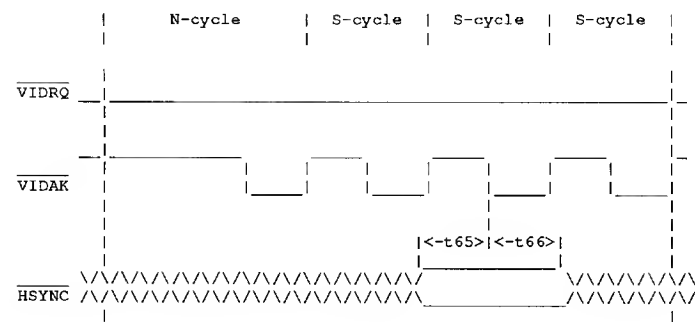 N-cycle S-cycle S-cycle S-cycle
VIDRQ
VIDAK
<-t65> <-t66>
HSYNC